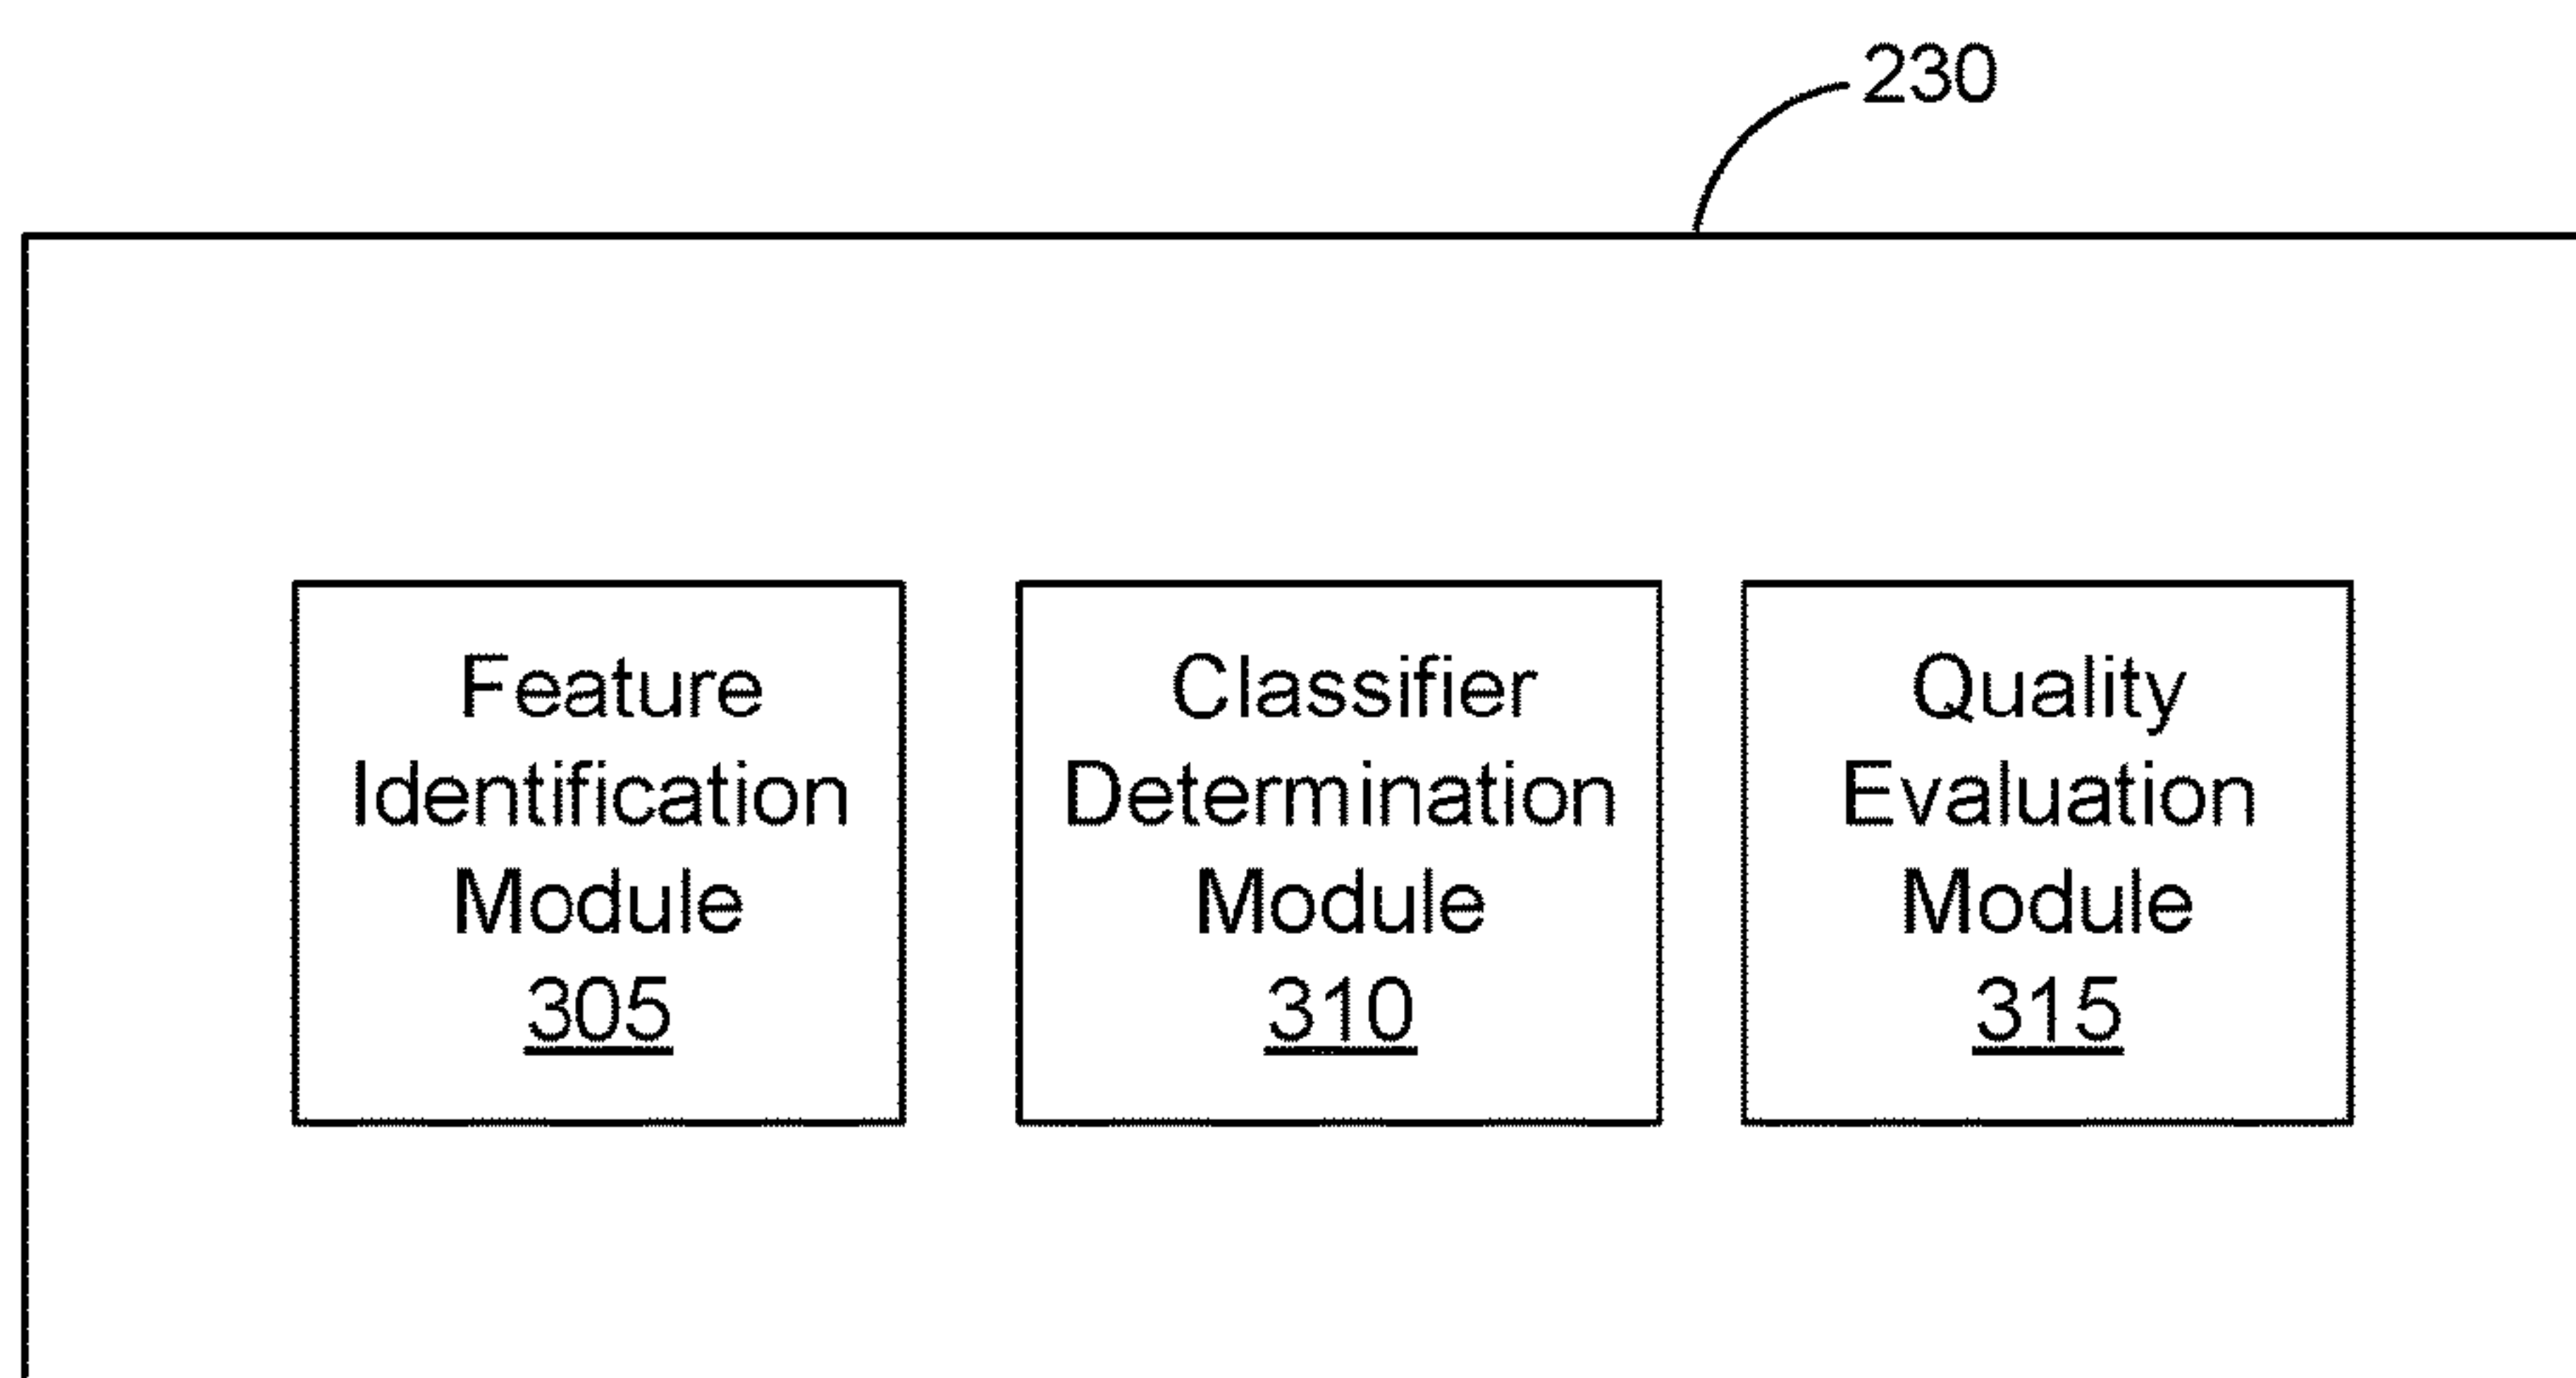 230
Feature
Identification
Module
305
Classifier
Determination
Module
310
Quality
Evaluation
Module
315